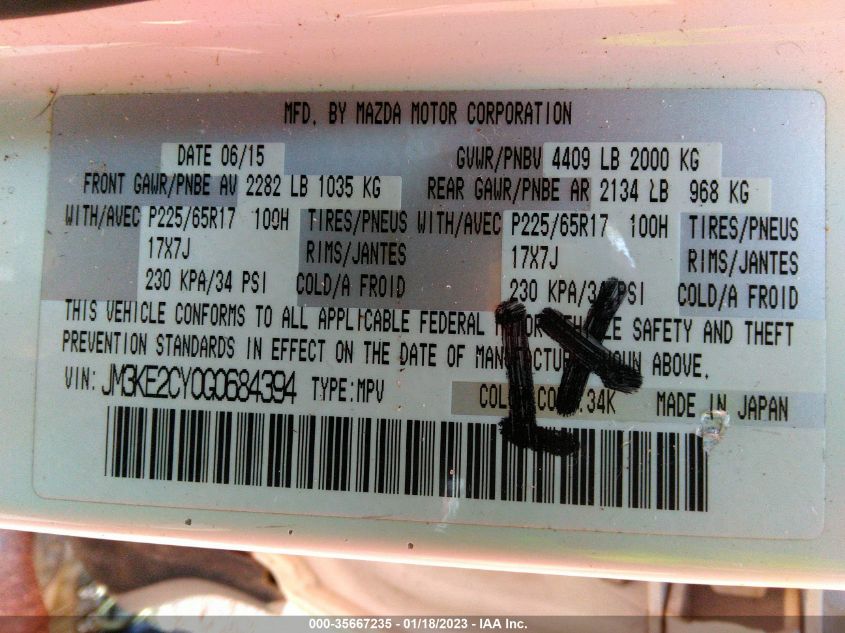 MFD. BY MAZDA MOTOR CORPORATION
DATE 06/15 GVWR/PNBV 4409 LB 2000 KG
FRONT GAWR/PNBE AV 2282 LB 1035 KG REAR GAWR/PNBE AR 2134 LB 968 KG
WITH/AVEC P225/65R17 100H TIRES/PNEUS WITH/AVEC P225/65R17 100H TIRES/PNEUS
17X7J RIMS/JANTES 17X7J RIMS/JANTES
230 KPA/34 PSI COLD/A FROID 230 KPA/34 PSI COLD/A FROID
THIS VEHICLE CONFORMS TO ALL APPLICABLE FEDERAL MOTOR VEHICLE SAFETY AND THEFT
PREVENTION STANDARDS IN EFFECT ON THE DATE OF MANUFACTURE SHOWN ABOVE.
VIN: JM3KE2CY0G0684394 TYPE:MPV 34K MADE IN JAPAN
000-35667235 - 01/18/2023 - IAA Inc.